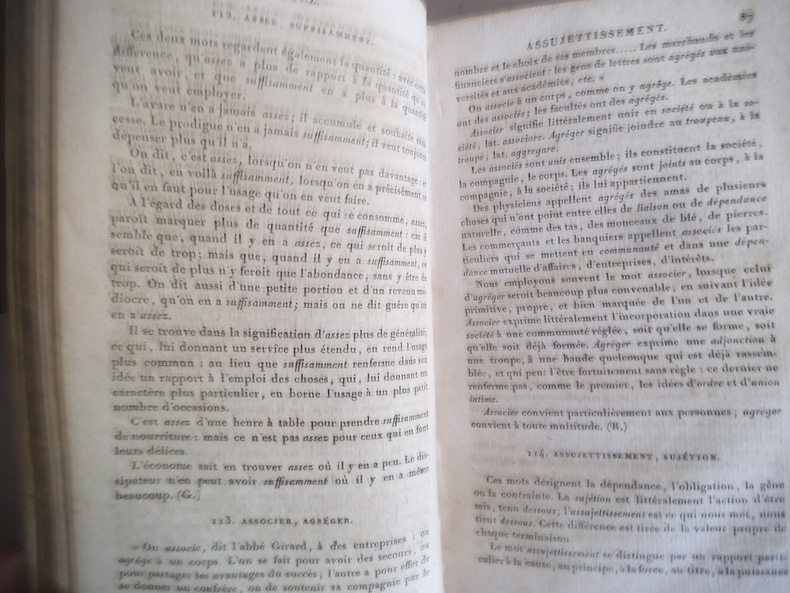 112. ASSEZ, SUFFISAMMENT.
Ces deux mots regardent également la quantité: avec cette
différence, qu'assez a plus de rapport à la quantité qu'on
veut avoir, et que suffisamment en a plus à la quantité
qu'on veut employer.
L'avare n'en a jamais assez; il accumule et souhaite sans
cesse. Le prodigue n'en a jamais suffisamment; il veut toujours
dépenser plus qu'il n'a.
On dit, c'est assez, lorsqu'on n'en veut pas davantage: et
l'on dit, en voilà suffisamment, lorsqu'on en a précisément ce
qu'il en faut pour l'usage qu'on en veut faire.
A l'égard des doses et de tout ce qui se consomme, assez
paroît marquer plus de quantité que suffisamment: car il
semble que, quand il y en a assez, ce qui seroit de plus,
seroit de trop; mais que, quand il y en a suffisamment, ce
qui seroit de plus n'y feroit que l'abondance, sans y être de
trop. On dit aussi d'une petite portion et d'un revenu mé-
diocre, qu'on en a suffisamment; mais on ne dit guère qu'on
en a assez.
Il se trouve dans la signification d'assez plus de généralité;
ce qui, lui donnant un service plus étendu, en rend l'usage
plus commun: au lieu que suffisamment renferme dans son
idée un rapport à l'emploi des choses, qui, lui donnant un
caractère plus particulier, en borne l'usage à un plus petit
nombre d'occasions.
C'est assez d'une heure à table pour prendre suffisamment
de nourriture: mais ce n'est pas assez pour ceux qui en font
leurs délices.
L'économe sait en trouver assez où il y en a peu. Le dis-
sipateur n'en peut avoir suffisamment où il y en a même
beaucoup. (G.)
113. ASSOCIER, AGRÉGER.
« On associe, dit l'abbé Girard, à des entreprises: on
agrège à un corps. L'un se fait pour avoir des secours, ou
pour partager les avantages du succès; l'autre a pour effet de
se donner un confrère, ou de soutenir sa compagnie par le
ASSUJETTISSEMENT. 87
nombre et le choix de ses membres..... Les marchands et les
financiers s'associent: les gens de lettres sont agrégés aux uni-
versités et aux académies, etc. »
On associe à un corps, comme on y agrège. Les académies
ont des associés; les facultés ont des agrégés.
Associer signifie littéralement unir en société ou à la so-
ciété, lat. associare. Agréger signifie joindre au troupeau, à la
troupe, lat. aggregare.
Les associés sont unis ensemble; ils constituent la société,
la compagnie, le corps. Les agrégés sont joints au corps, à la
compagnie, à la société; ils lui appartiennent.
Des physiciens appellent agrégés des amas de plusieurs
choses qui n'ont point entre elles de liaison ou de dépendance
naturelle, comme des tas, des monceaux de blé, de pierres.
Les commerçants et les banquiers appellent associés les par-
ticuliers qui se mettent en communauté et dans une dépen-
dance mutuelle d'affaires, d'entreprises, d'intérêts.
Nous employons souvent le mot associer, lorsque celui
d'agréger seroit beaucoup plus convenable, en suivant l'idée
primitive, propre, et bien marquée de l'un et de l'autre.
Associer exprime littéralement l'incorporation dans une vraie
société à une communauté réglée, soit qu'elle se forme, soit
qu'elle soit déjà formée. Agréger exprime une adjonction à
une troupe, à une bande quelconque qui est déjà rassem-
blée, et qui peut l'être fortuitement sans règle: ce dernier ne
renferme pas, comme le premier, les idées d'ordre et d'union
intime.
Associer convient particulièrement aux personnes; agréger
convient à toute multitude. (R.)
114. ASSUJETTISSEMENT, SUJÉTION.
Ces mots désignent la dépendance, l'obligation, la gêne
ou la contrainte. La sujétion est littéralement l'action d'être
mis, tenu dessous; l'assujettissement est ce qui nous met, nous
tient dessous. Cette différence est tirée de la valeur propre de
chaque terminaison.
Le mot assujettissement se distingue par un rapport parti-
culier à la cause, au principe, à la force, au titre, à la puissance